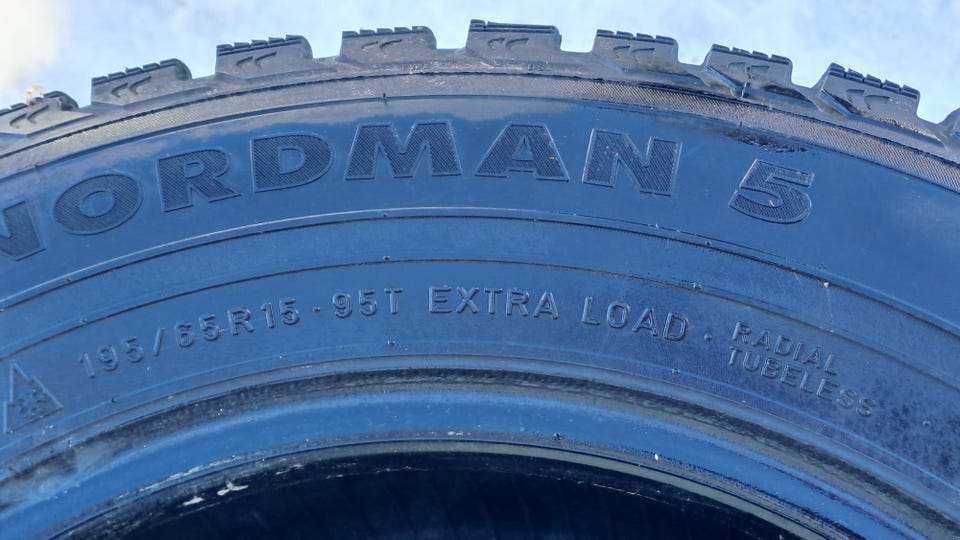 NORDMAN 5
195/65R15 · 95T EXTRA LOAD · RADIAL
TUBELESS